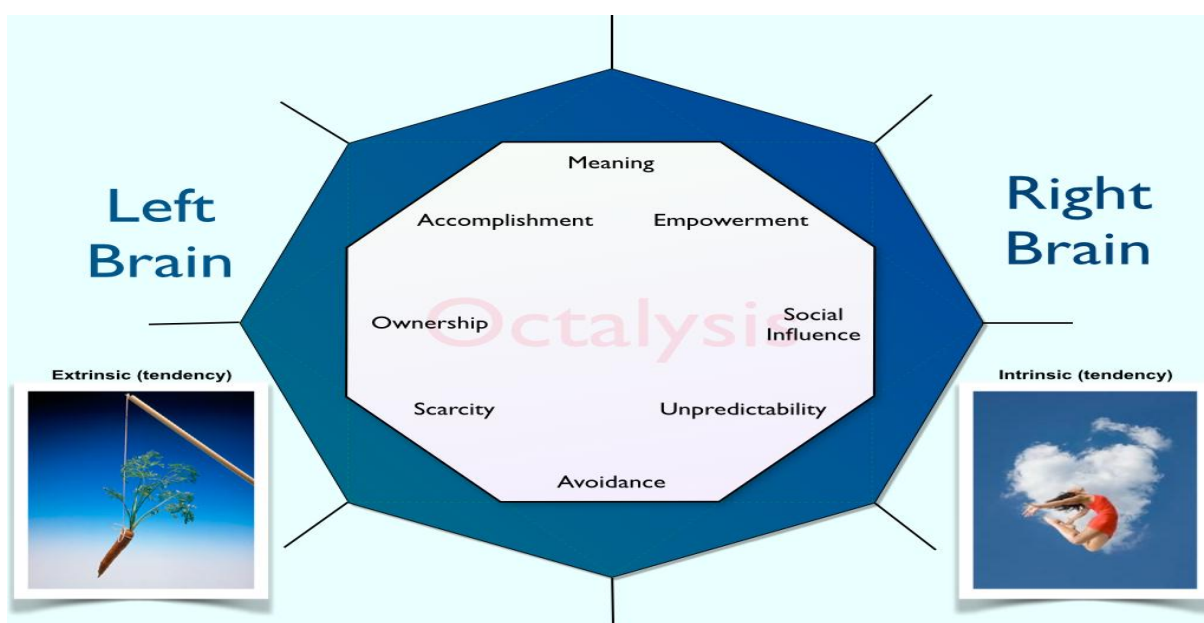 Meaning
Left
Brain
Right
Brain
Accomplishment
Empowerment
Octalysis
Ownership
Social
Influence
Extrinsic (tendency)
Intrinsic (tendency)
Scarcity
Unpredictability
Avoidance